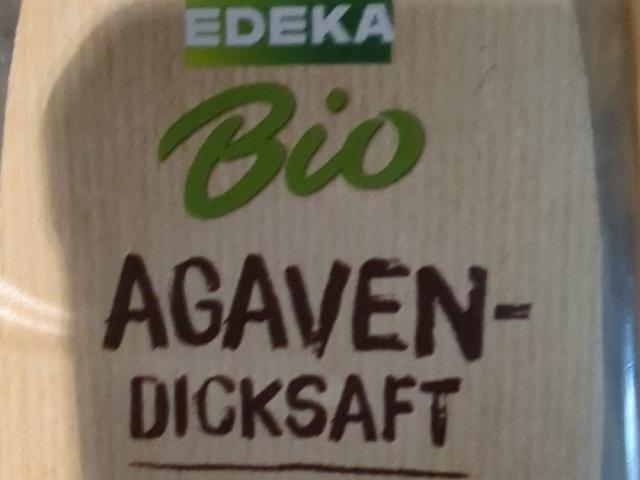 EDEKA
Bio
AGAVEN-
DICKSAFT